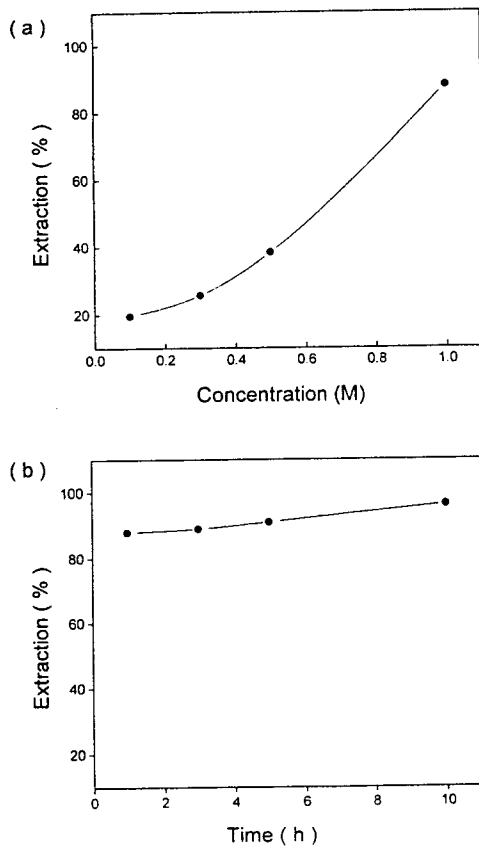 ( a )
100
80
60
40
20
Extraction ( % )
0.0 0.2 0.4 0.6 0.8 1.0
Concentration (M)
( b )
100
80
60
40
20
Extraction ( % )
0 2 4 6 8 10
Time ( h )